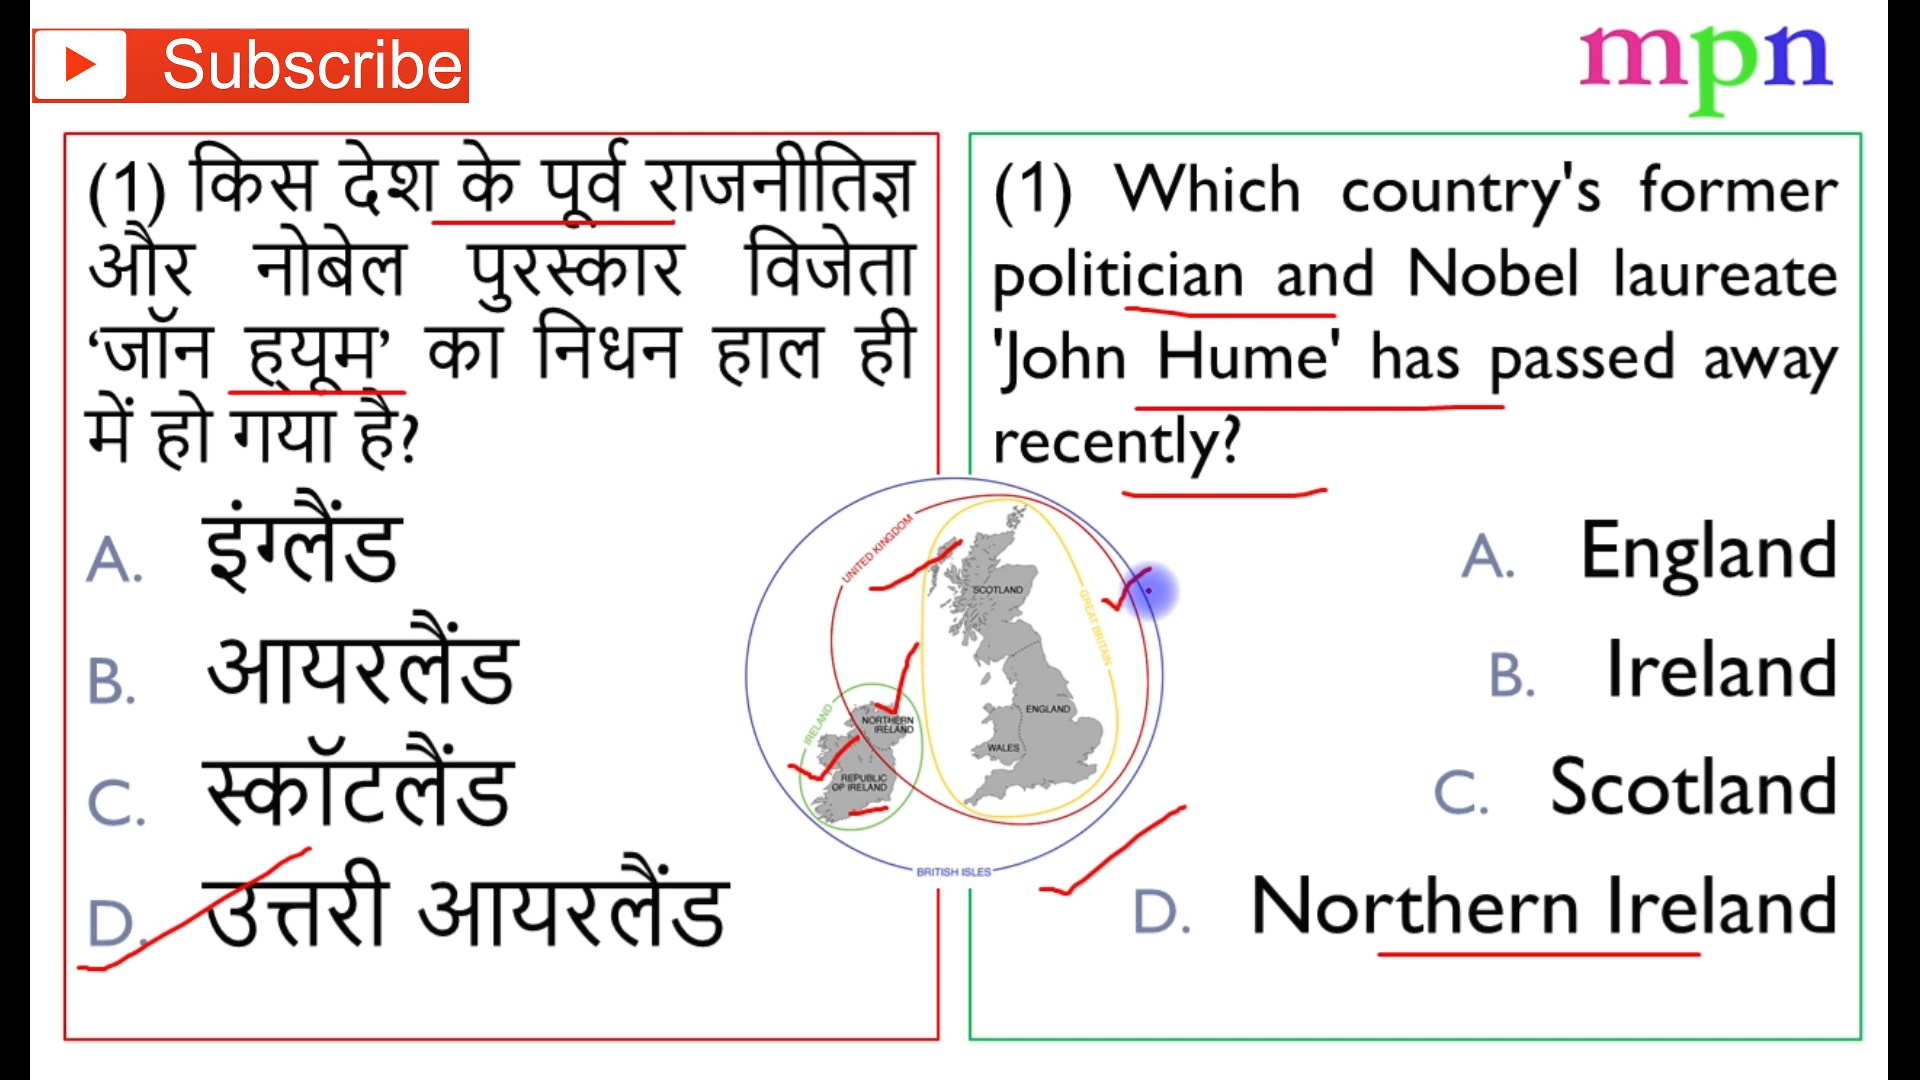 Subscribe
mpn
(1) किस देश के पूर्व राजनीतिज्ञ
और नोबेल पुरस्कार विजेता
‘जॉन ह्यूम’ का निधन हाल ही
में हो गया है?
A. इंग्लैंड
B. आयरलैंड
C. स्कॉटलैंड
D. उत्तरी आयरलैंड
(1) Which country's former
politician and Nobel laureate
'John Hume' has passed away
recently?
A. England
B. Ireland
C. Scotland
D. Northern Ireland
UNITED KINGDOM
SCOTLAND
GREAT BRITAIN
IRELAND
NORTHERN
IRELAND
ENGLAND
WALES
REPUBLIC
OF IRELAND
BRITISH ISLES